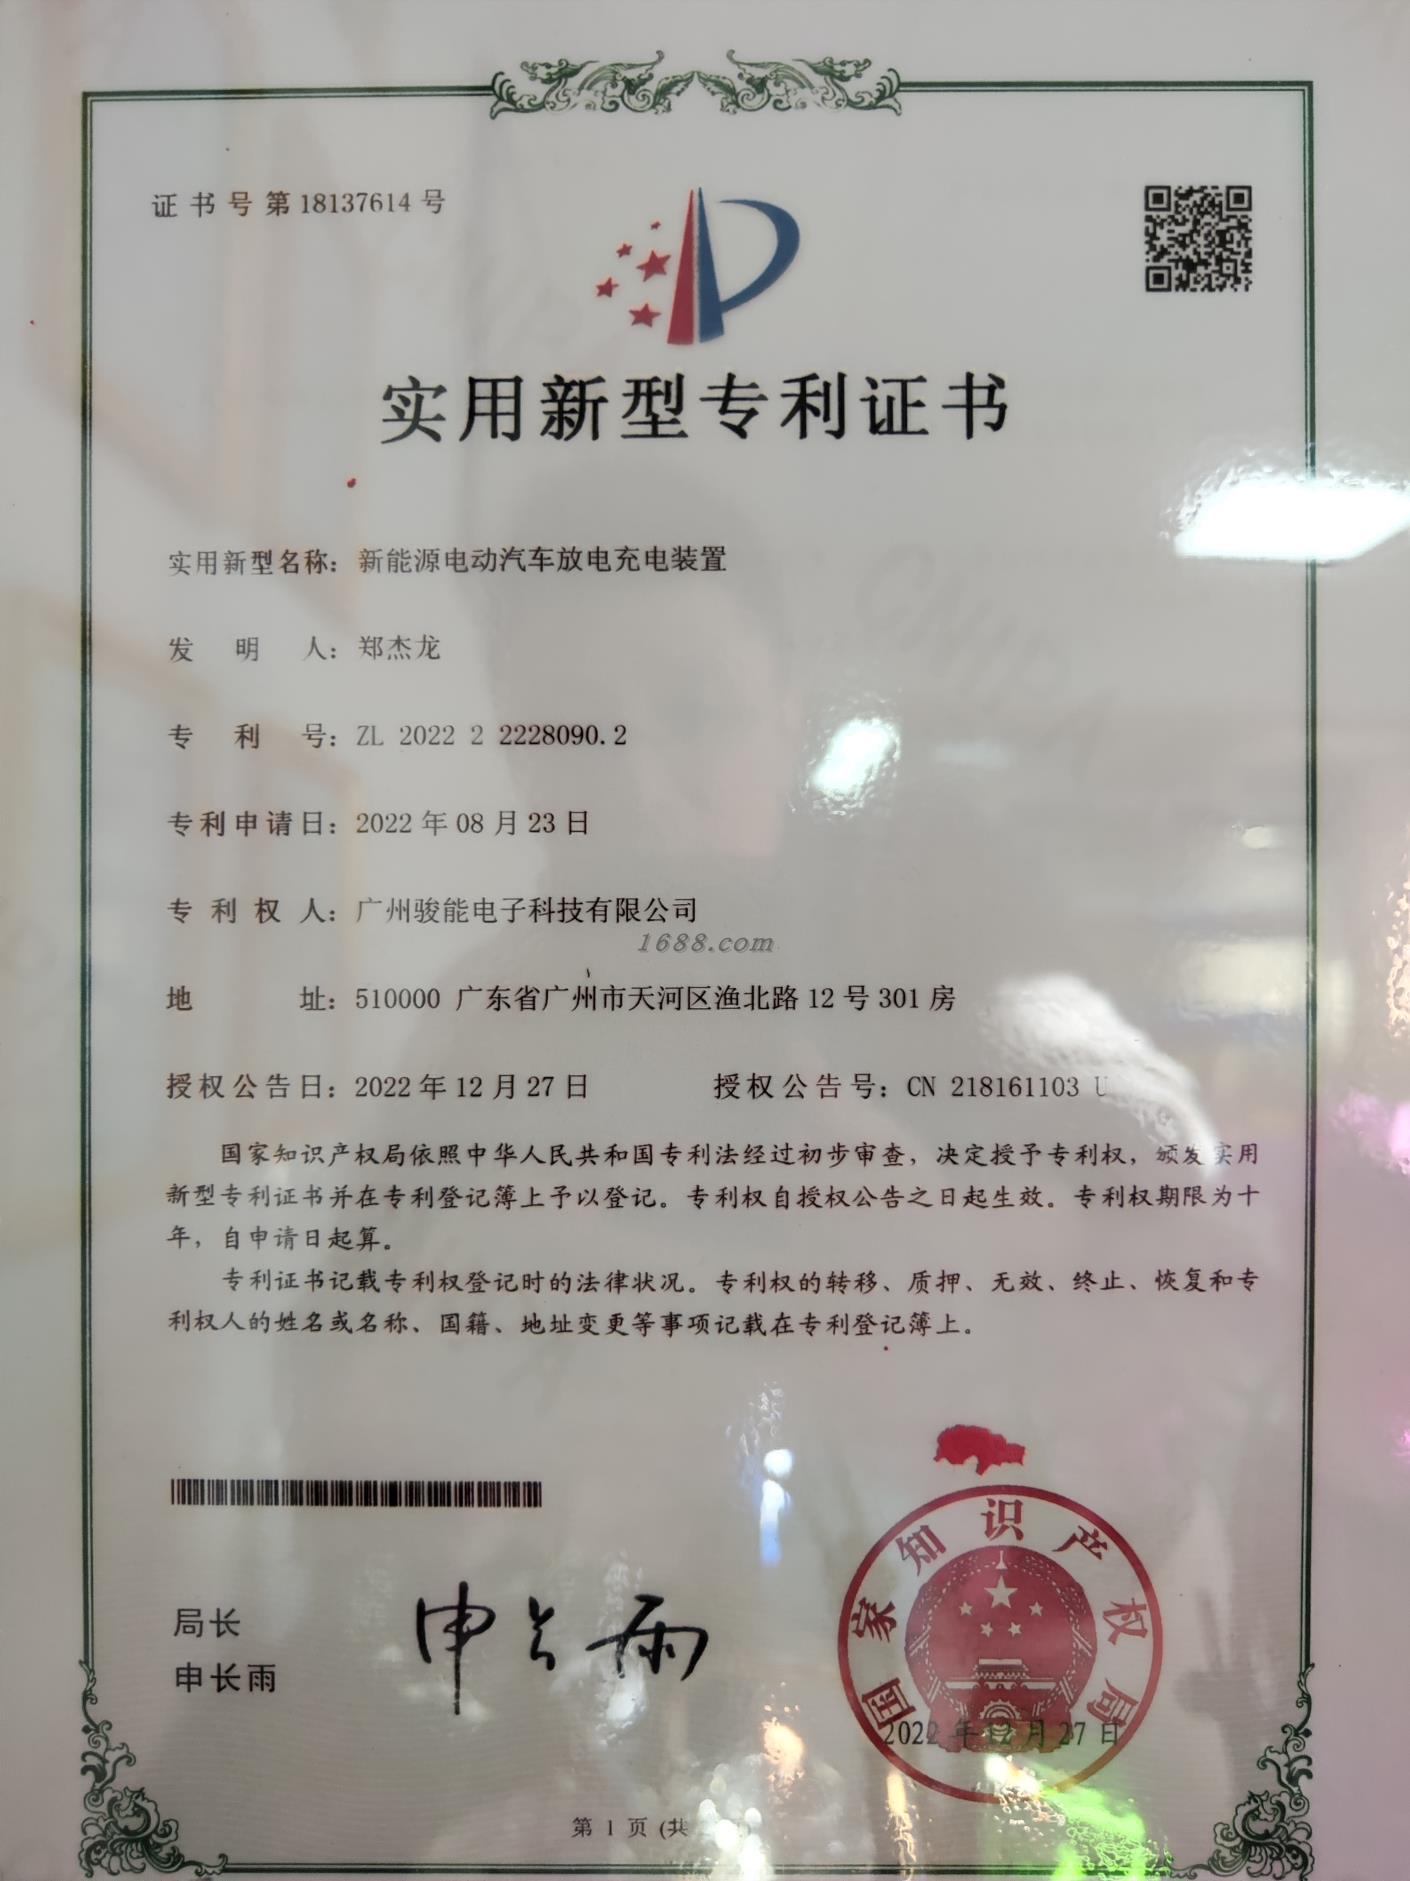 证书号第18137614号
实用新型专利证书
实用新型名称：新能源电动汽车放电充电装置
发明人：郑杰龙
专利号：ZL 2022 2 2228090.2
专利申请日：2022年08月23日
专利权人：广州骏能电子科技有限公司
1688.com
地址：510000 广东省广州市天河区渔北路12号301房
授权公告日：2022年12月27日 授权公告号：CN 218161103 U
国家知识产权局依照中华人民共和国专利法经过初步审查，决定授予专利权，颁发实用
新型专利证书并在专利登记簿上予以登记。专利权自授权公告之日起生效。专利权期限为十
年，自申请日起算。
专利证书记载专利权登记时的法律状况。专利权的转移、质押、无效、终止、恢复和专
利权人的姓名或名称、国籍、地址变更等事项记载在专利登记簿上。
局长
申长雨
申长雨
国家知识产权局
2022年12月27日
第 1 页 (共